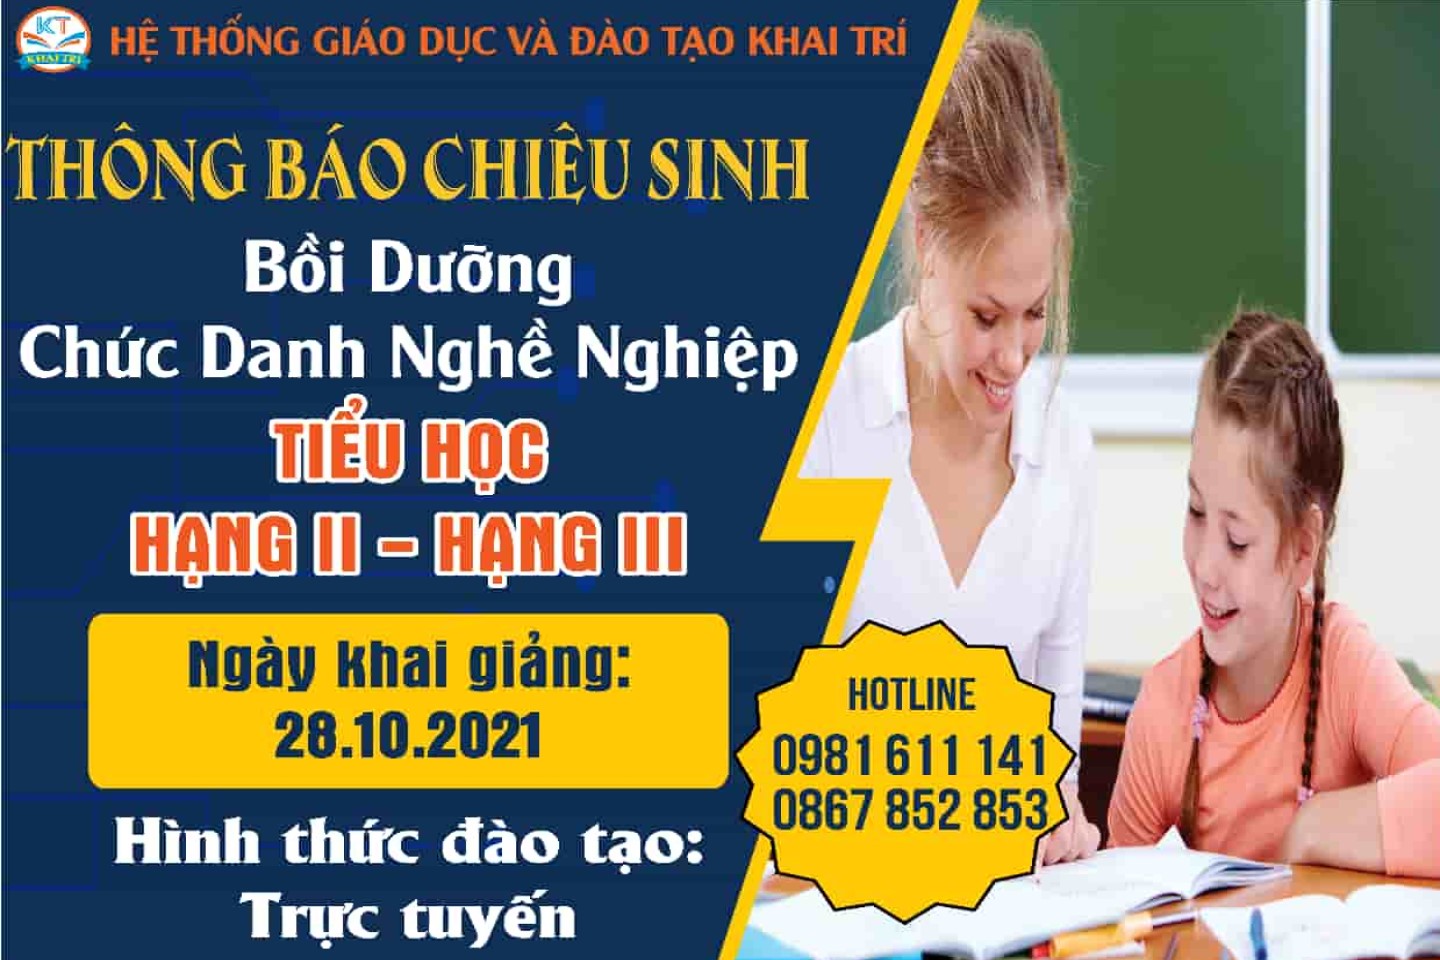 KT
KHAI TRI
HỆ THỐNG GIÁO DỤC VÀ ĐÀO TẠO KHAI TRÍ
THÔNG BÁO CHIÊU SINH
Bồi Dưỡng
Chức Danh Nghề Nghiệp
TIỂU HỌC
HẠNG II – HẠNG III
Ngày khai giảng:
28.10.2021
Hình thức đào tạo:
Trực tuyến
HOTLINE
0981 611 141
0867 852 853